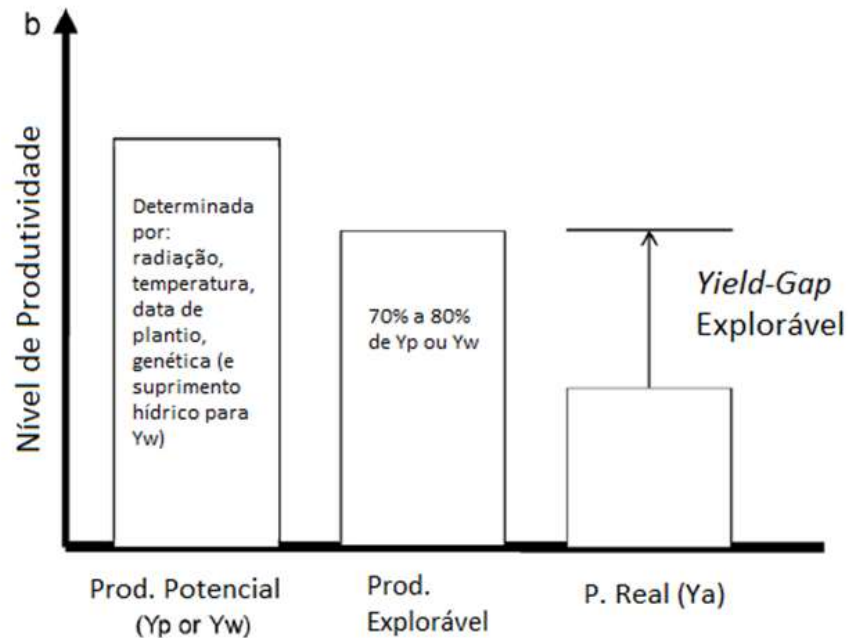 b
Nível de Produtividade
Determinada
por:
radiação,
temperatura,
data de
plantio,
genética (e
suprimento
hídrico para
Yw)
70% a 80%
de Yp ou Yw
Yield-Gap
Explorável
Prod. Potencial
(Yp or Yw)
Prod.
Explorável
P. Real (Ya)